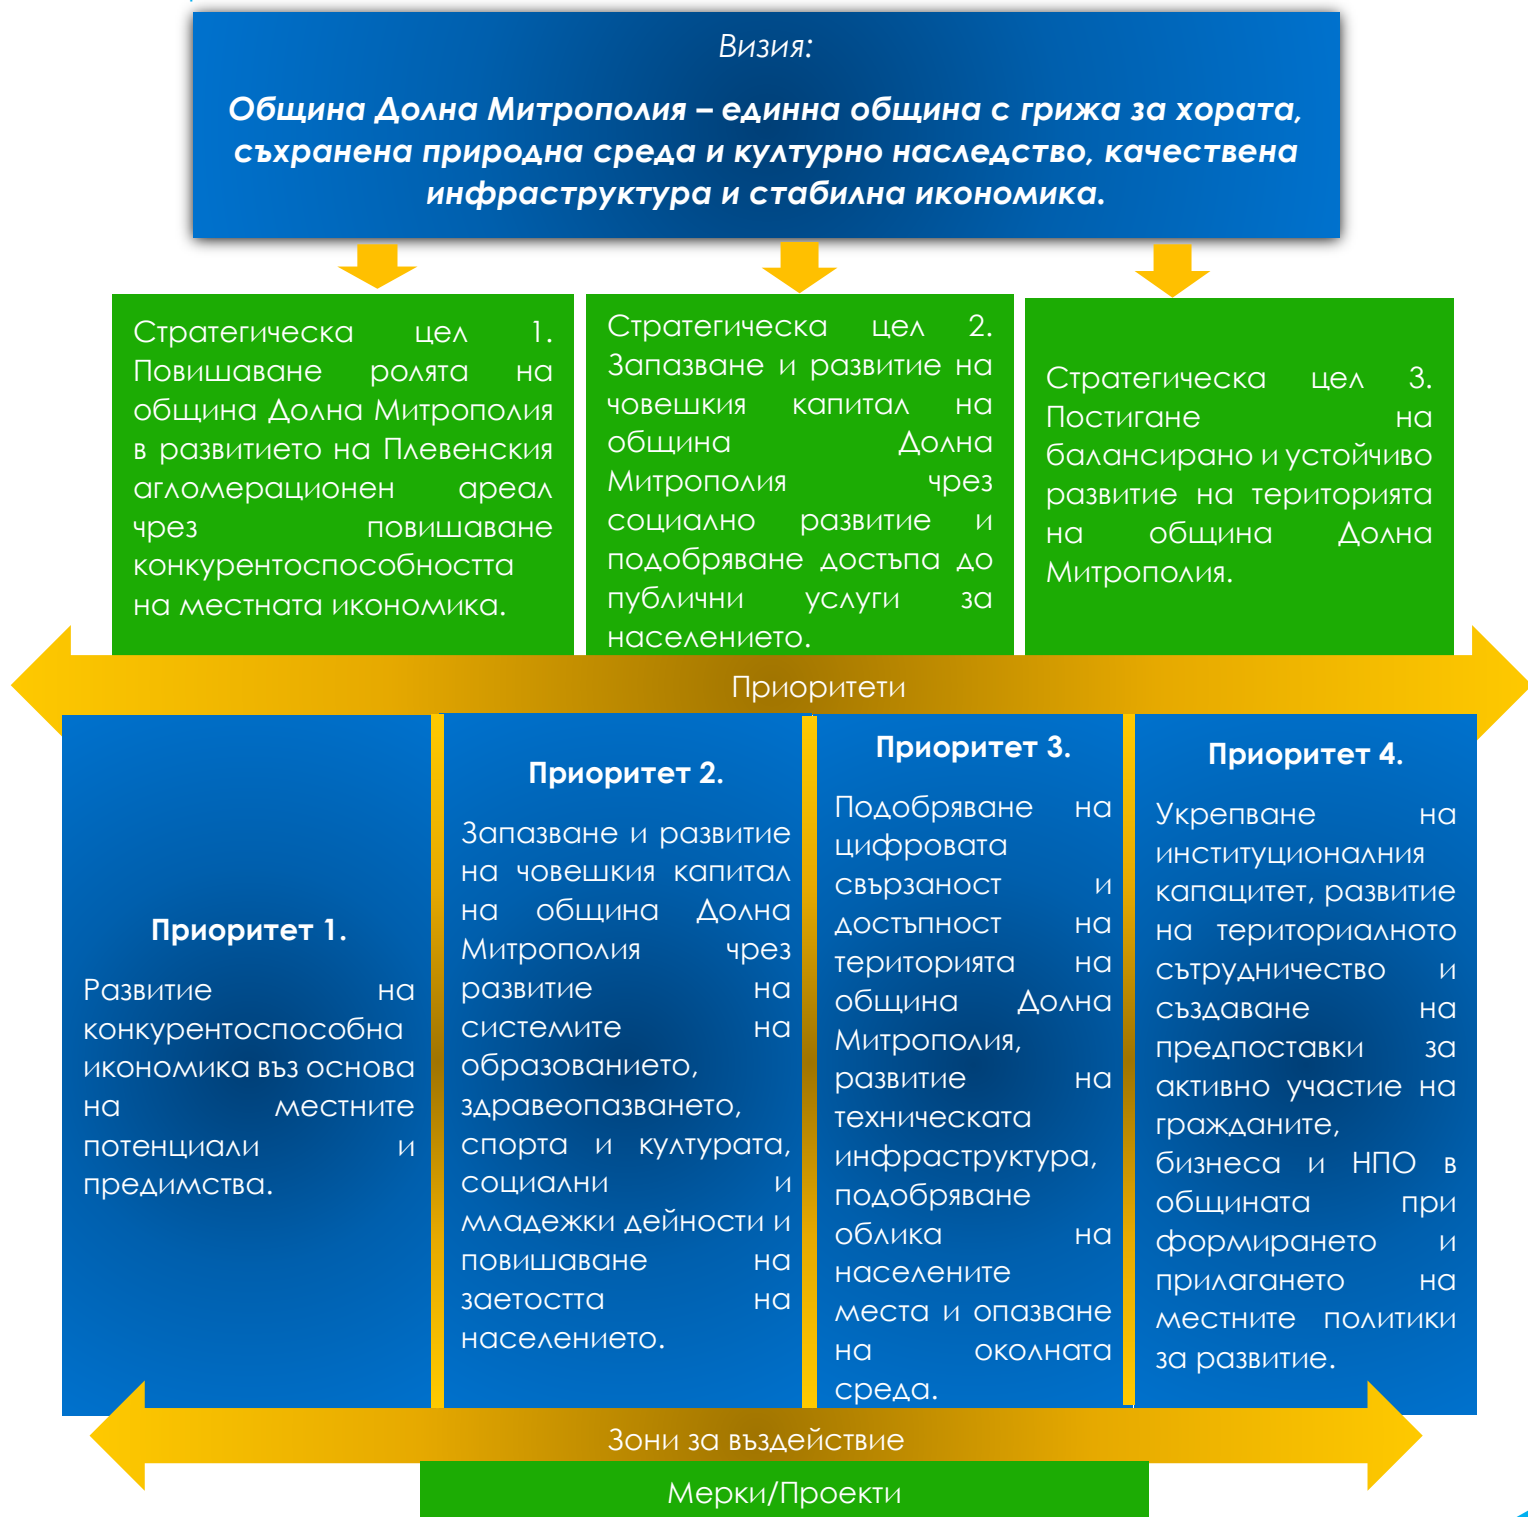 Визия:
Община Долна Митрополия – единна община с грижа за хората,
съхранена природна среда и културно наследство, качествена
инфраструктура и стабилна икономика.
Стратегическа цел 1.
Повишаване ролята на
община Долна Митрополия
в развитието на Плевенския
агломерационен ареал
чрез повишаване
конкурентоспособността
на местната икономика.
Стратегическа цел 2.
Запазване и развитие на
човешкия капитал на
община Долна
Митрополия чрез
социално развитие и
подобряване достъпа до
публични услуги за
населението.
Стратегическа цел 3.
Постигане на
балансирано и устойчиво
развитие на територията
на община Долна
Митрополия.
Приоритети
Приоритет 1.
Развитие на
конкурентоспособна
икономика въз основа
на местните
потенциали и
предимства.
Приоритет 2.
Запазване и развитие
на човешкия капитал
на община Долна
Митрополия чрез
развитие на
системите на
образованието,
здравеопазването,
спорта и културата,
социални и
младежки дейности и
повишаване на
заетостта на
населението.
Приоритет 3.
Подобряване на
цифровата
свързаност и
достъпност на
територията на
община Долна
Митрополия,
развитие на
техническата
инфраструктура,
подобряване
облика на
населените
места и опазване
на околната
среда.
Приоритет 4.
Укрепване на
институционалния
капацитет, развитие
на териториалното
сътрудничество и
създаване на
предпоставки за
активно участие на
гражданите,
бизнеса и НПО в
общината при
формирането и
прилагането на
местните политики
за развитие.
Зони за въздействие
Мерки/Проекти